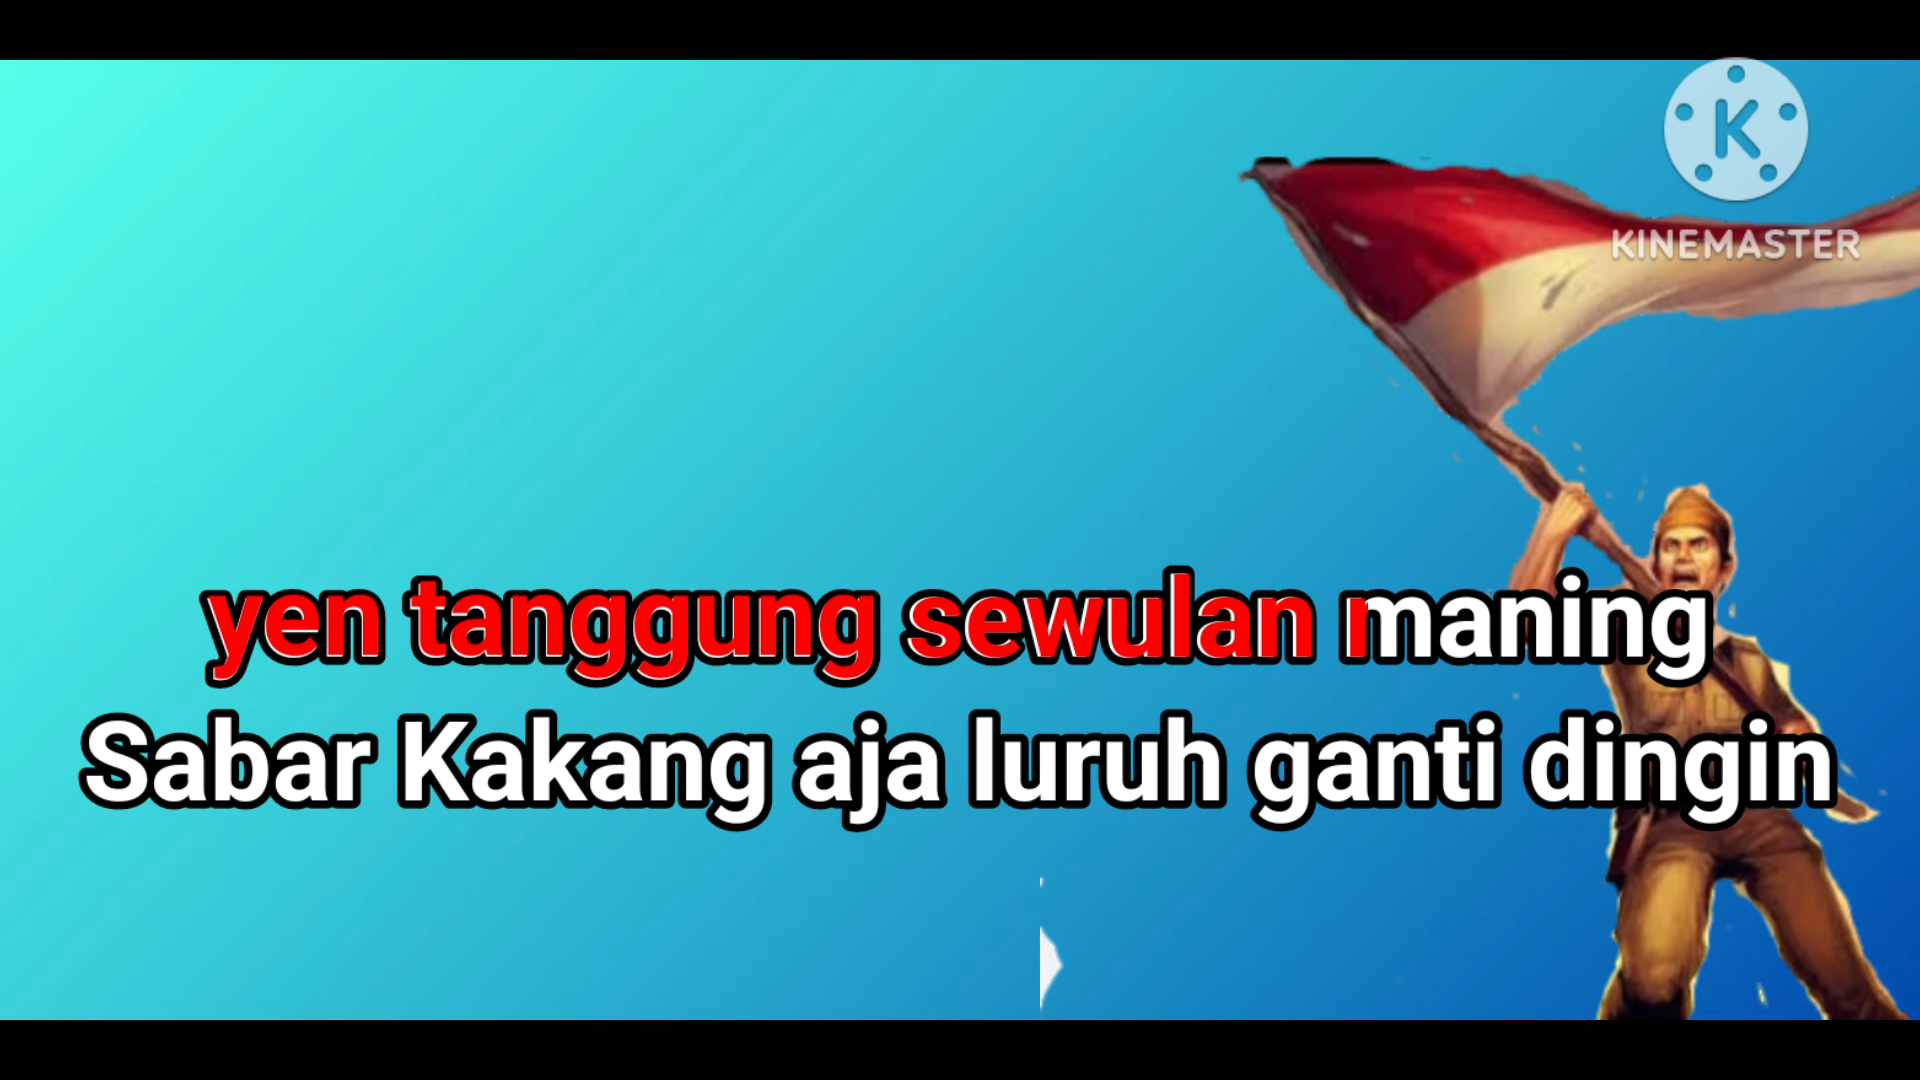 K
KINEMASTER
yen tanggung sewulan maning
Sabar Kakang aja luruh ganti dingin